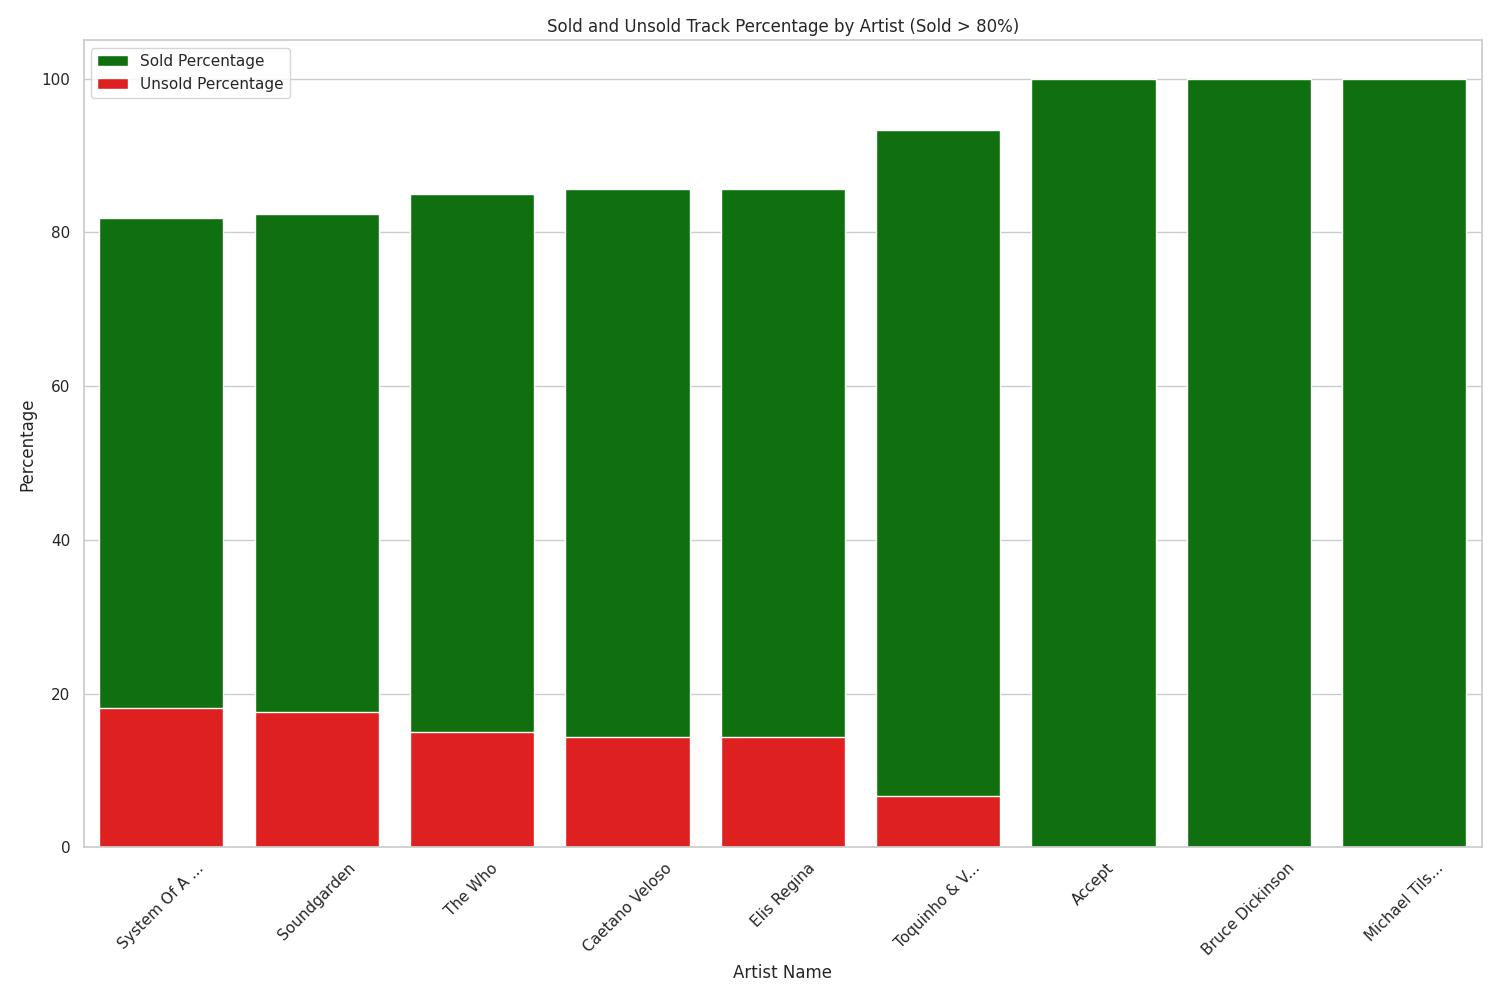 Sold and Unsold Track Percentage by Artist (Sold > 80%)
Sold Percentage
Unsold Percentage
100
80
60
40
20
0
Percentage
System Of A ...
Soundgarden
The Who
Caetano Veloso
Elis Regina
Toquinho & V...
Accept
Bruce Dickinson
Michael Tils...
Artist Name